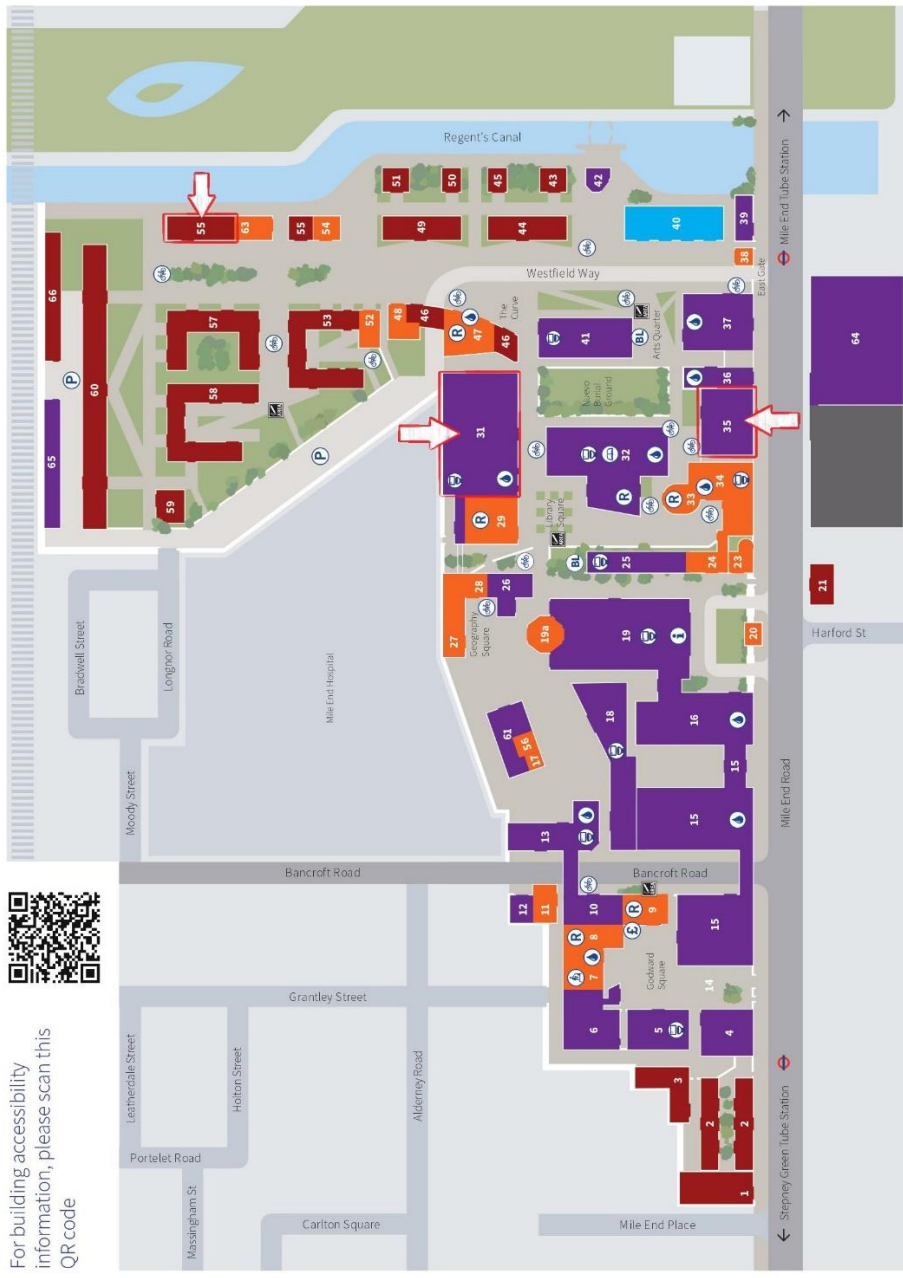 Regent's Canal
Mile End Tube Station
51
50
45
43
42
55
63
55
54
49
44
40
39
38
East Gate
Westfield Way
The Curve
66
65
60
P
57
58
53
52
48
46
47
R
46
41
BL
Arts Quarter
37
36
35
64
59
P
31
Nuevo
Burial
Ground
32
R
33
R
34
29
R
Library
Square
BL
25
24
23
21
28
26
27
Geography
Square
19a
19
i
20
Harford St
Bradwell Street
Longnor Road
Moody Street
Mile End Hospital
61
56
17
18
16
15
15
Mile End Road
13
Bancroft Road
Bancroft Road
12
11
10
9
R
£
8
R
7
6
5
Godward
Square
15
14
4
3
2
2
1
Grantley Street
Leatherdale Street
Holton Street
Alderney Road
Portelet Road
Massingham St
Carlton Square
Mile End Place
Stepney Green Tube Station
For building accessibility
information, please scan this
QR code